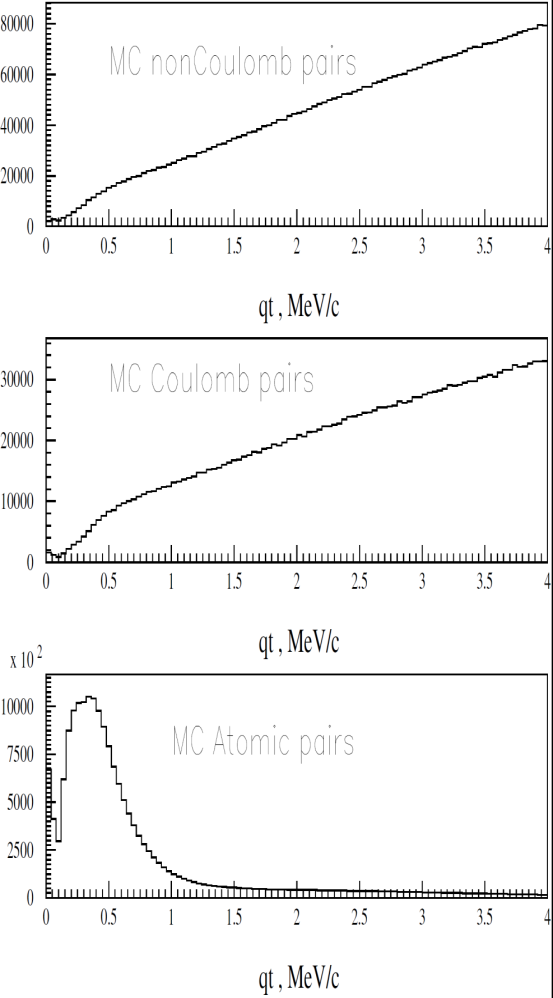 80000
MC nonCoulomb pairs
60000
40000
20000
0
0 0.5 1 1.5 2 2.5 3 3.5 4
qt , MeV/c
30000
MC Coulomb pairs
20000
10000
0
0 0.5 1 1.5 2 2.5 3 3.5 4
qt , MeV/c
x 10 2
10000
MC Atomic pairs
7500
5000
2500
0
0 0.5 1 1.5 2 2.5 3 3.5 4
qt , MeV/c